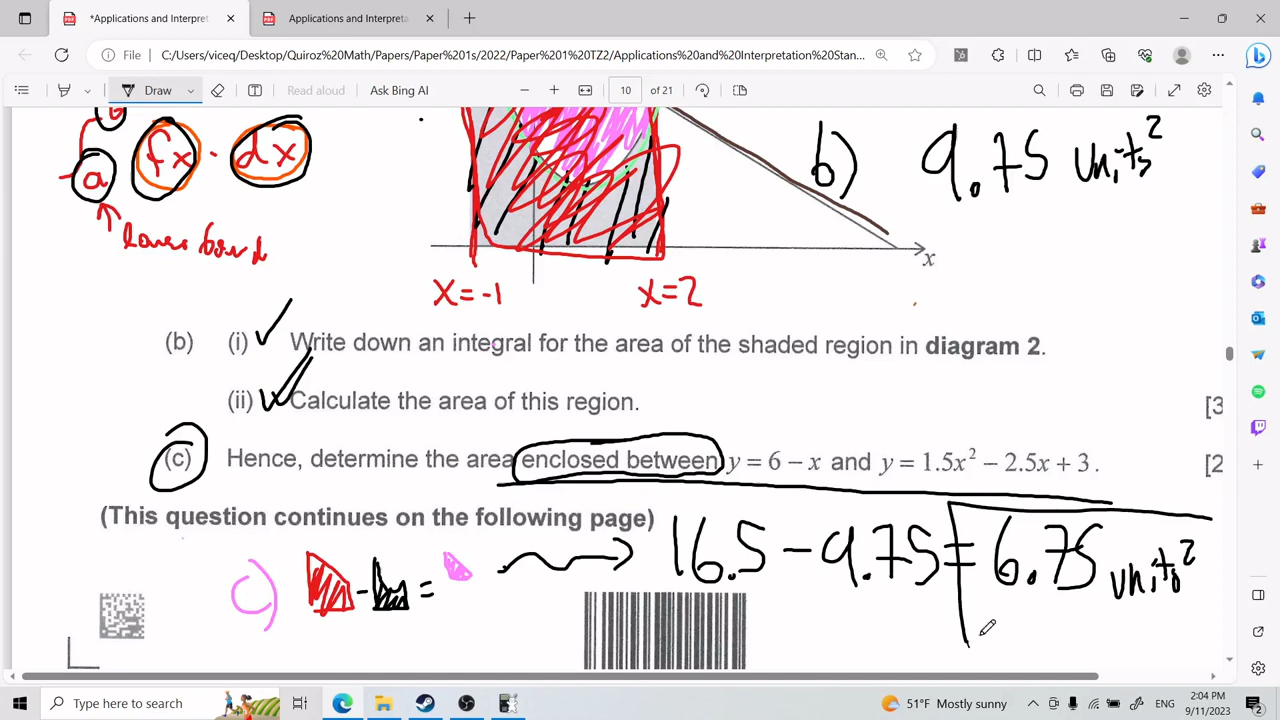 *Applications and Interpret
Applications and Interpreta
File
C:/Users/viceq/Desktop/Quiroz%20Math/Papers/Paper%201s/2022/Paper%201%20TZ2/Applications%20and%20Interpretation%20Stan...
Draw
Read aloud
Ask Bing AI
10 of 21
b
a fx · dx
lower bound
b) 9.75 units²
x
x=-1 x=2
(b) (i) Write down an integral for the area of the shaded region in diagram 2.
(ii) Calculate the area of this region. [3
(c) Hence, determine the area enclosed between y = 6 − x and y = 1.5x² − 2.5x + 3. [2
(This question continues on the following page)
c) - = 16.5 − 9.75 = 6.75 units²
Type here to search
51°F Mostly sunny
ENG
2:04 PM
9/11/2023
2